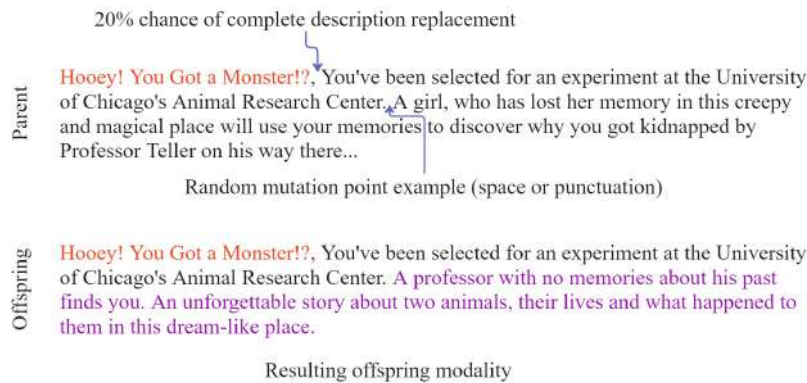 20% chance of complete description replacement
Parent
Hooey! You Got a Monster!?, You've been selected for an experiment at the University
of Chicago's Animal Research Center. A girl, who has lost her memory in this creepy
and magical place will use your memories to discover why you got kidnapped by
Professor Teller on his way there...
Random mutation point example (space or punctuation)
Offspring
Hooey! You Got a Monster!?, You've been selected for an experiment at the University
of Chicago's Animal Research Center. A professor with no memories about his past
finds you. An unforgettable story about two animals, their lives and what happened to
them in this dream-like place.
Resulting offspring modality